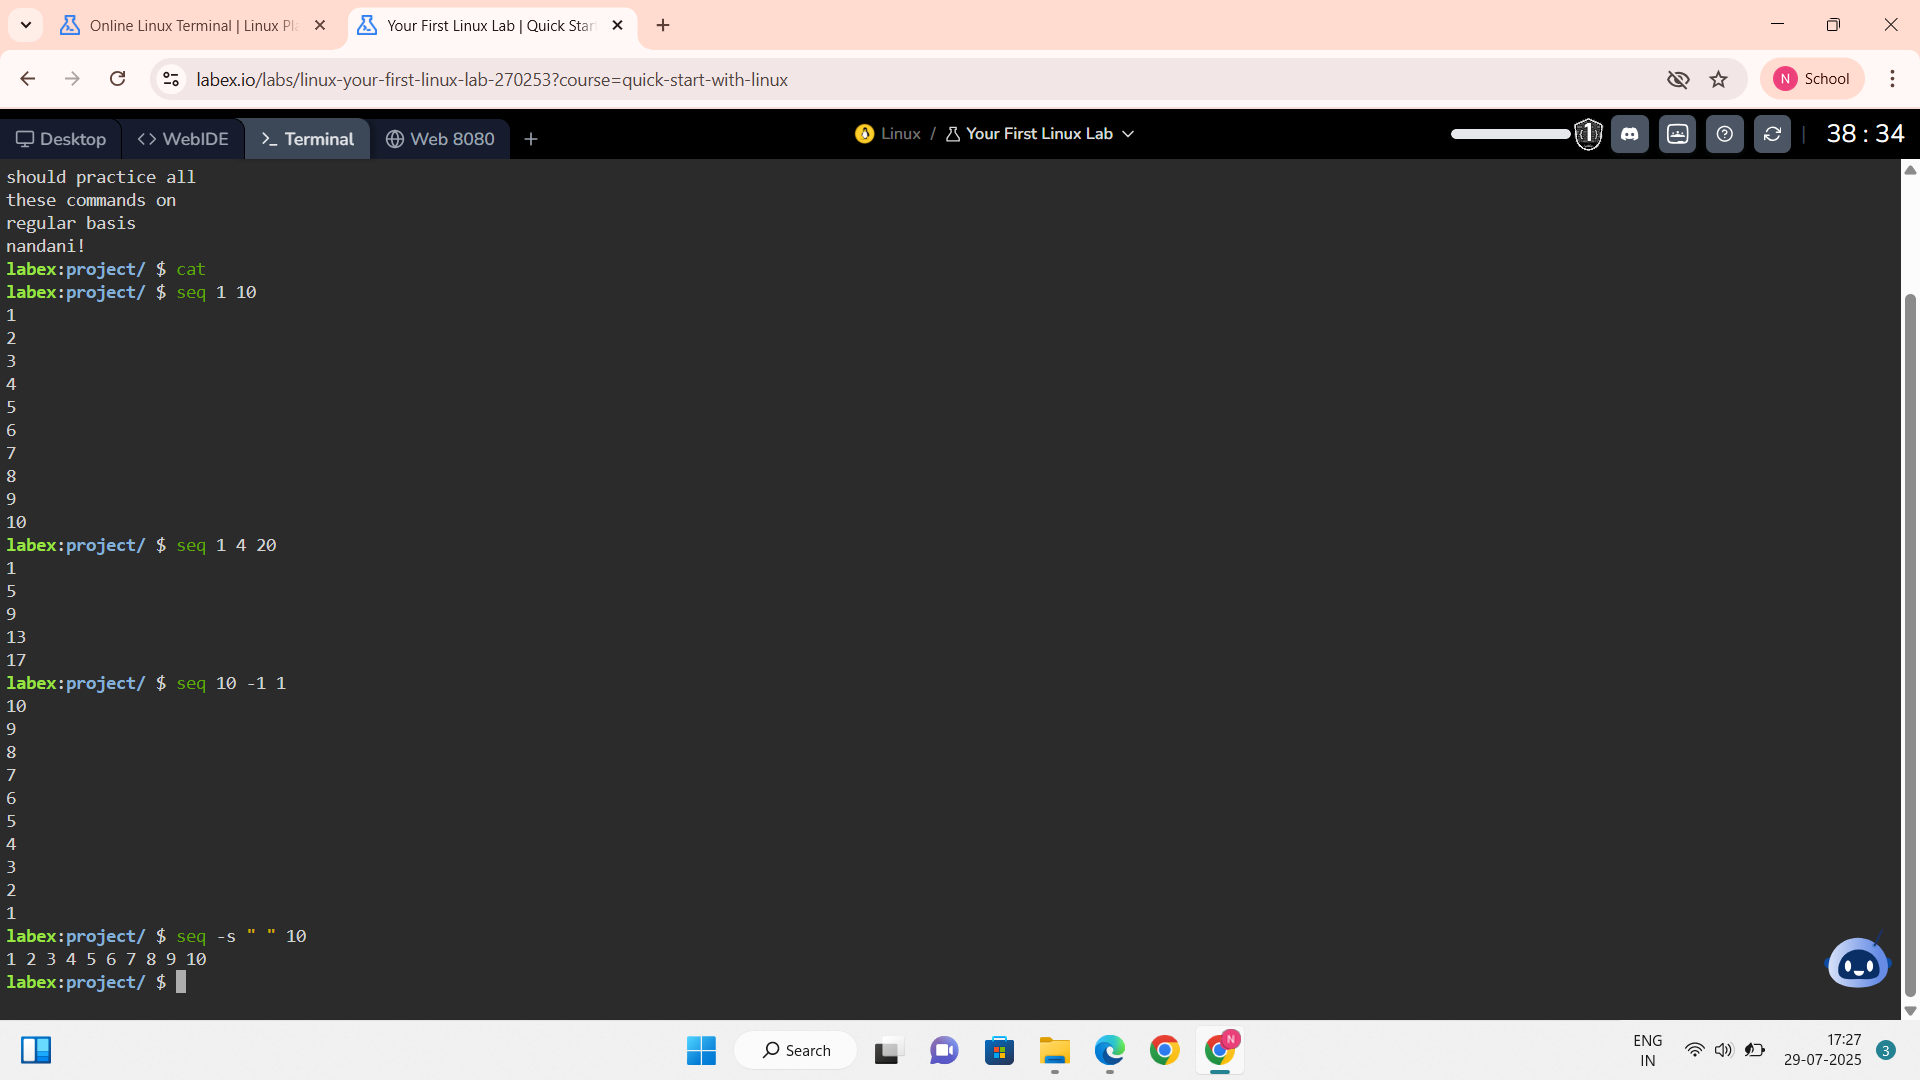 Online Linux Terminal | Linux Pla
Your First Linux Lab | Quick Star
labex.io/labs/linux-your-first-linux-lab-270253?course=quick-start-with-linux
N School
Desktop
<> WebIDE
>_ Terminal
Web 8080
Linux / Your First Linux Lab
1
38 : 34
should practice all
these commands on
regular basis
nandani!
labex:project/ $ cat
labex:project/ $ seq 1 10
1
2
3
4
5
6
7
8
9
10
labex:project/ $ seq 1 4 20
1
5
9
13
17
labex:project/ $ seq 10 -1 1
10
9
8
7
6
5
4
3
2
1
labex:project/ $ seq -s " " 10
1 2 3 4 5 6 7 8 9 10
labex:project/ $
Search
N
ENG
IN
17:27
29-07-2025
3